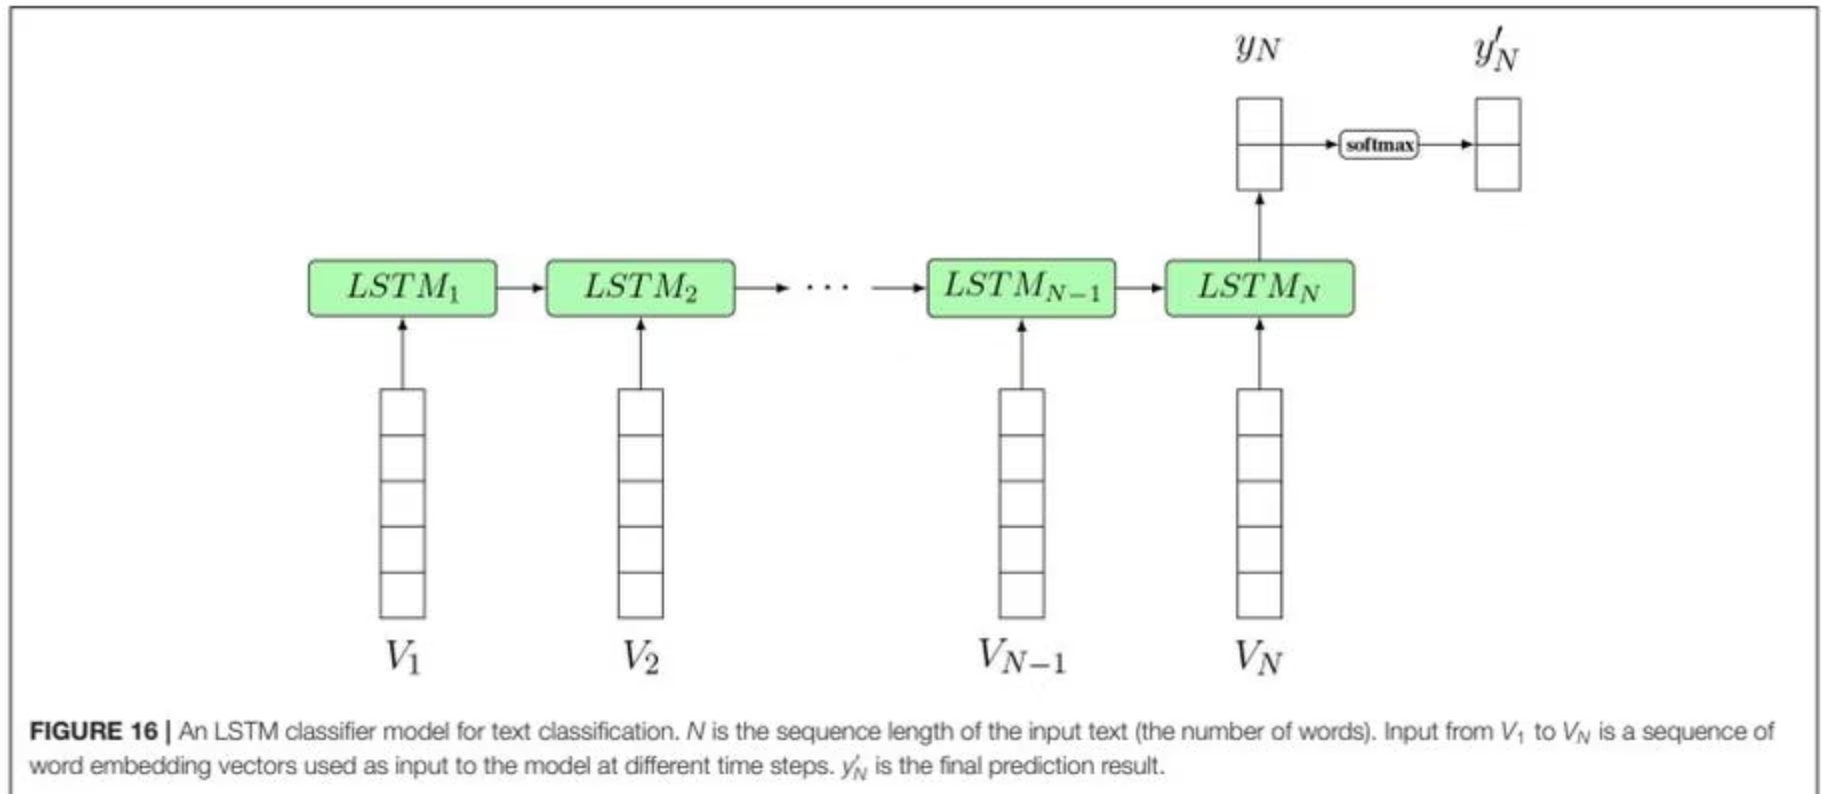 y_N y′_N
softmax
LSTM_1 LSTM_2 ··· LSTM_{N−1} LSTM_N
V_1 V_2 V_{N−1} V_N
FIGURE 16 | An LSTM classifier model for text classification. N is the sequence length of the input text (the number of words). Input from V_1 to V_N is a sequence of
word embedding vectors used as input to the model at different time steps. y′_N is the final prediction result.